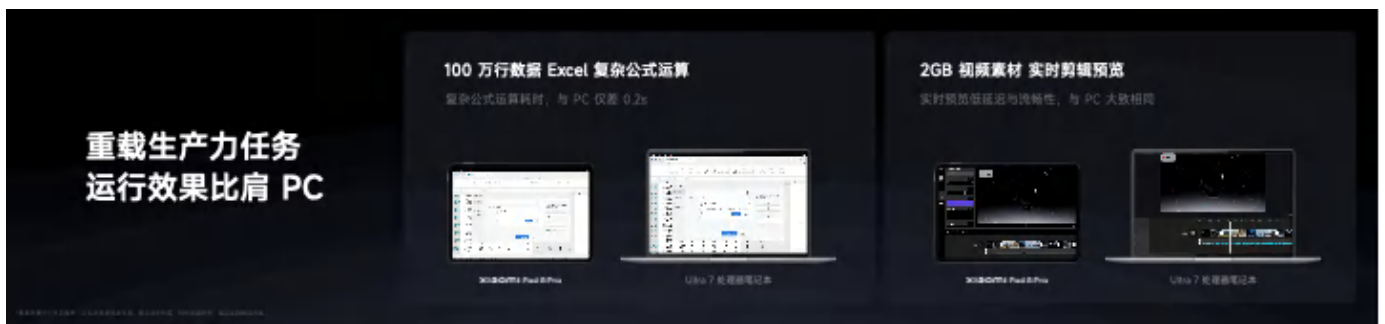 重载生产力任务
运行效果比肩 PC
100 万行数据 Excel 复杂公式运算
复杂公式运算耗时，与 PC 仅差 0.2s
XIAOMI Pad 8 Pro
Ultra 7 处理器笔记本
2GB 视频素材 实时剪辑预览
实时预览低延迟与流畅性，与 PC 大致相同
XIAOMI Pad 8 Pro
Ultra 7 处理器笔记本